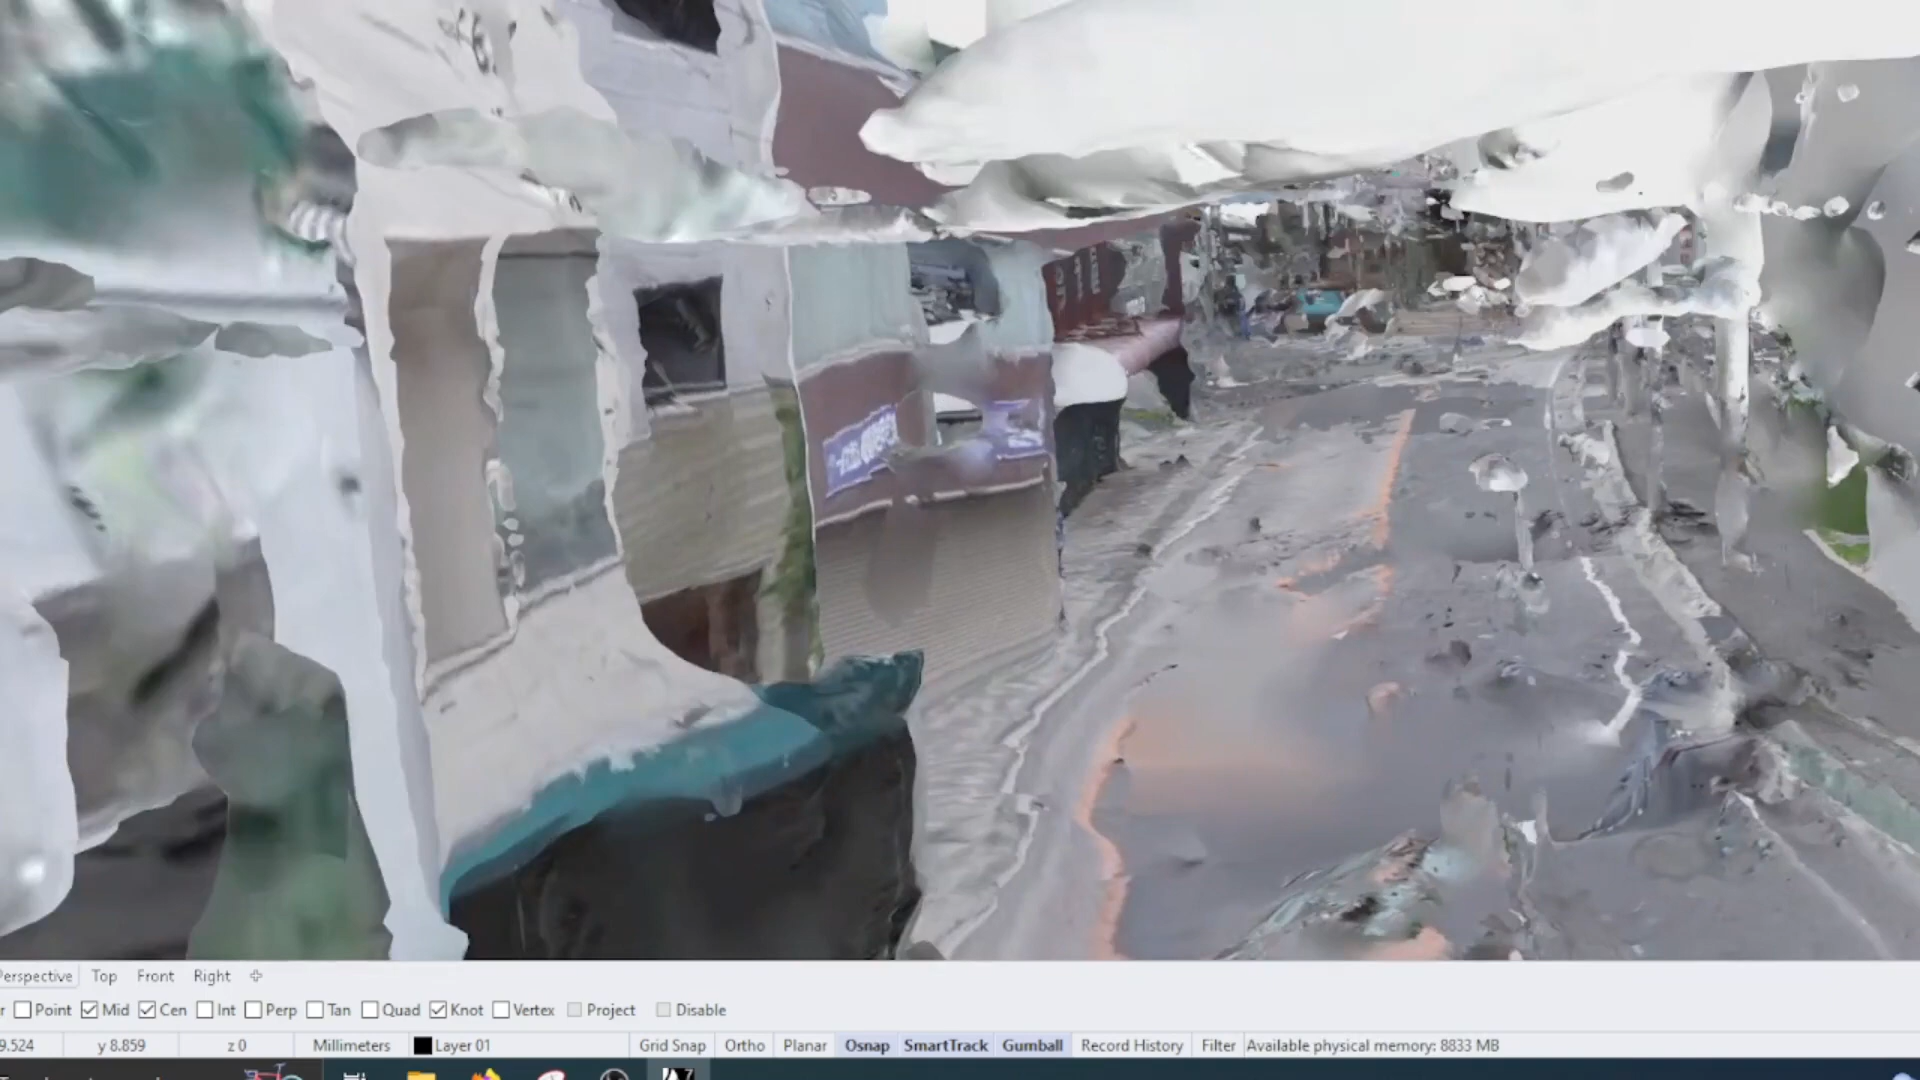 Perspective Top Front Right
Point Mid Cen Int Perp Tan Quad Knot Vertex Project Disable
9.524 y 8.859 z 0 Millimeters Layer 01 Grid Snap Ortho Planar Osnap SmartTrack Gumball Record History Filter Available physical memory: 8833 MB